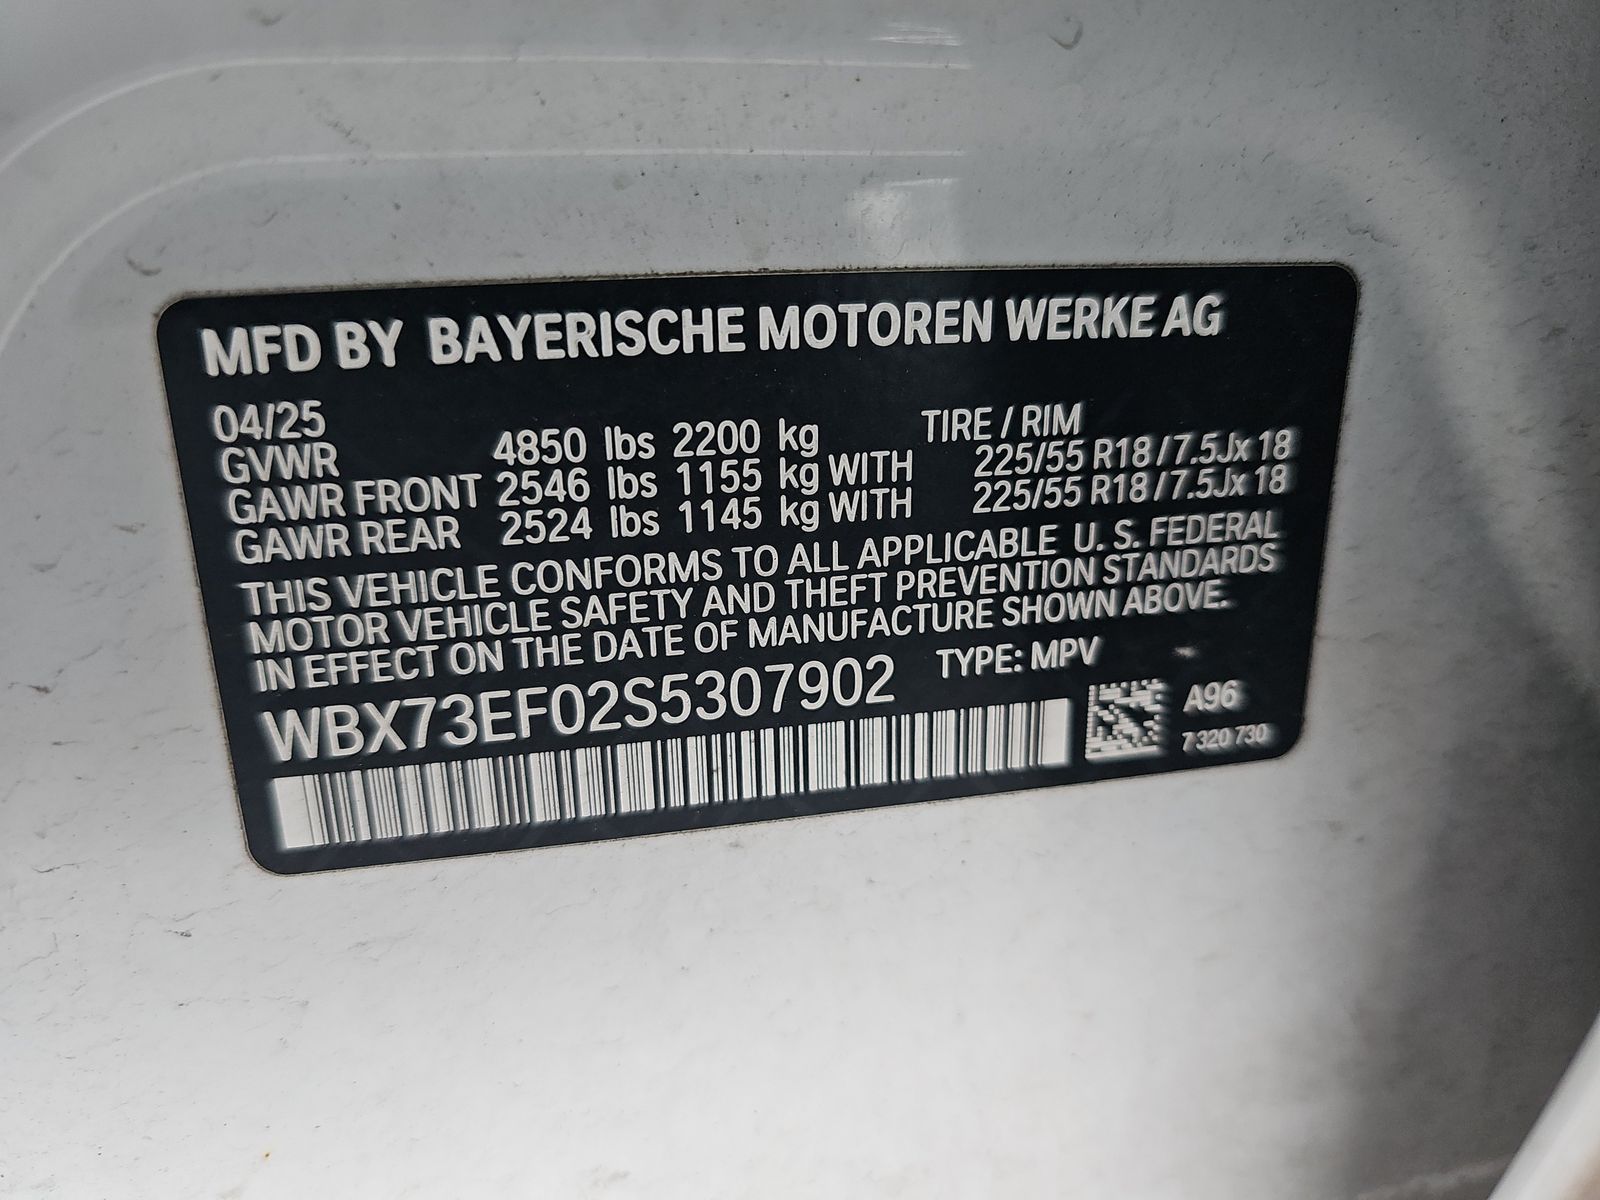 MFD BY BAYERISCHE MOTOREN WERKE AG
04/25 TIRE / RIM
GVWR 4850 lbs 2200 kg
GAWR FRONT 2546 lbs 1155 kg WITH 225/55 R18 / 7.5Jx 18
GAWR REAR 2524 lbs 1145 kg WITH 225/55 R18 / 7.5Jx 18
THIS VEHICLE CONFORMS TO ALL APPLICABLE U. S. FEDERAL
MOTOR VEHICLE SAFETY AND THEFT PREVENTION STANDARDS
IN EFFECT ON THE DATE OF MANUFACTURE SHOWN ABOVE.
WBX73EF02S5307902 TYPE: MPV
A96
7 320 730